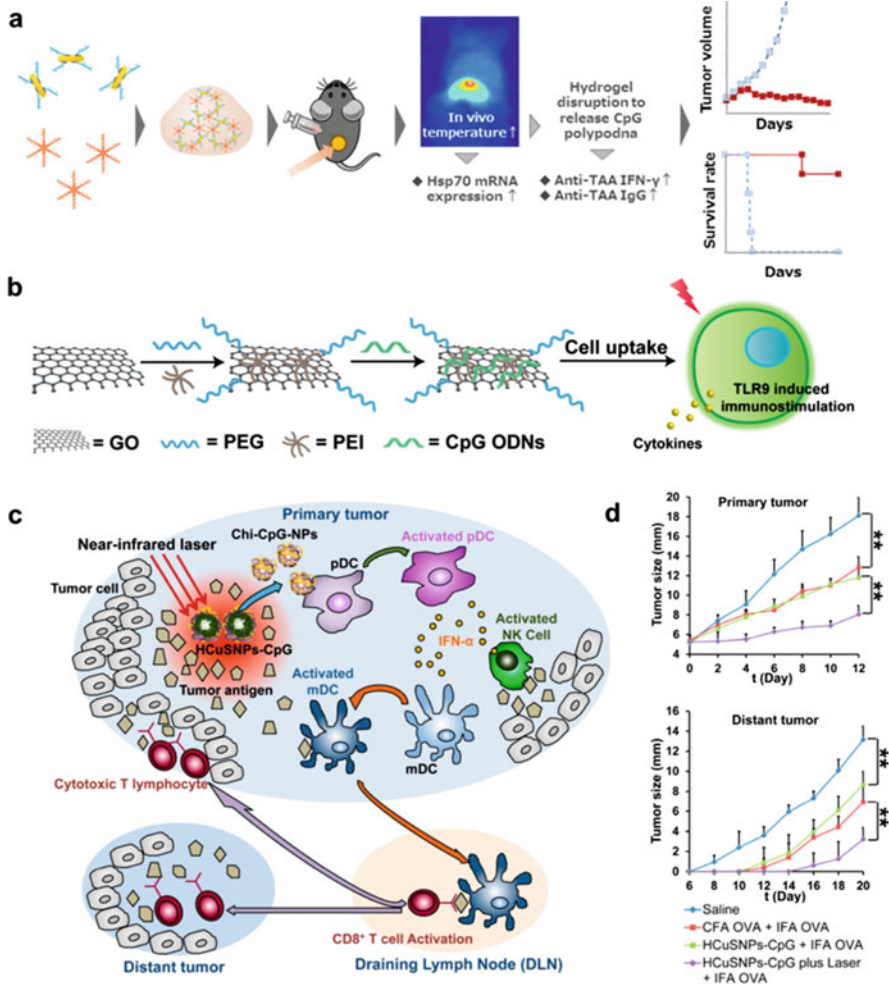 a
In vivo
temperature ↑
◆ Hsp70 mRNA
expression ↑
Hydrogel
disruption to
release CpG
polypodna
◆ Anti-TAA IFN-γ ↑
◆ Anti-TAA IgG ↑
Tumor volume
Days
Survival rate
Days
b
Cell uptake
TLR9 induced
immunostimulation
Cytokines
= GO
= PEG
= PEI
= CpG ODNs
c
Primary tumor
Near-infrared laser
Chi-CpG-NPs
pDC
Activated pDC
Tumor cell
HCuSNPs-CpG
Tumor antigen
IFN-α
Activated
NK Cell
Activated
mDC
mDC
Cytotoxic T lymphocyte
CD8⁺ T cell Activation
Distant tumor
Draining Lymph Node (DLN)
d
Primary tumor
Tumor size (mm)
20
18
16
14
12
10
8
6
4
0 2 4 6 8 10 12
t (Day)
**
**
Distant tumor
Tumor size (mm)
16
14
12
10
8
6
4
2
0
6 8 10 12 14 16 18 20
t (Day)
**
**
Saline
CFA OVA + IFA OVA
HCuSNPs-CpG + IFA OVA
HCuSNPs-CpG plus Laser
+ IFA OVA